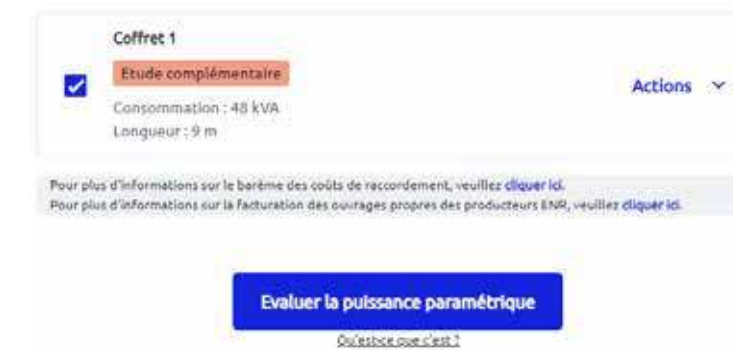 Coffret 1
Etude complémentaire
Actions
Consommation : 48 kVA
Longueur : 9 m
Pour plus d'informations sur le barème des coûts de raccordement, veuillez cliquer ici.
Pour plus d'informations sur la facturation des ouvrages propres des producteurs ENR, veuillez cliquer ici.
Evaluer la puissance paramétrique
Qu'estbce que c'est ?